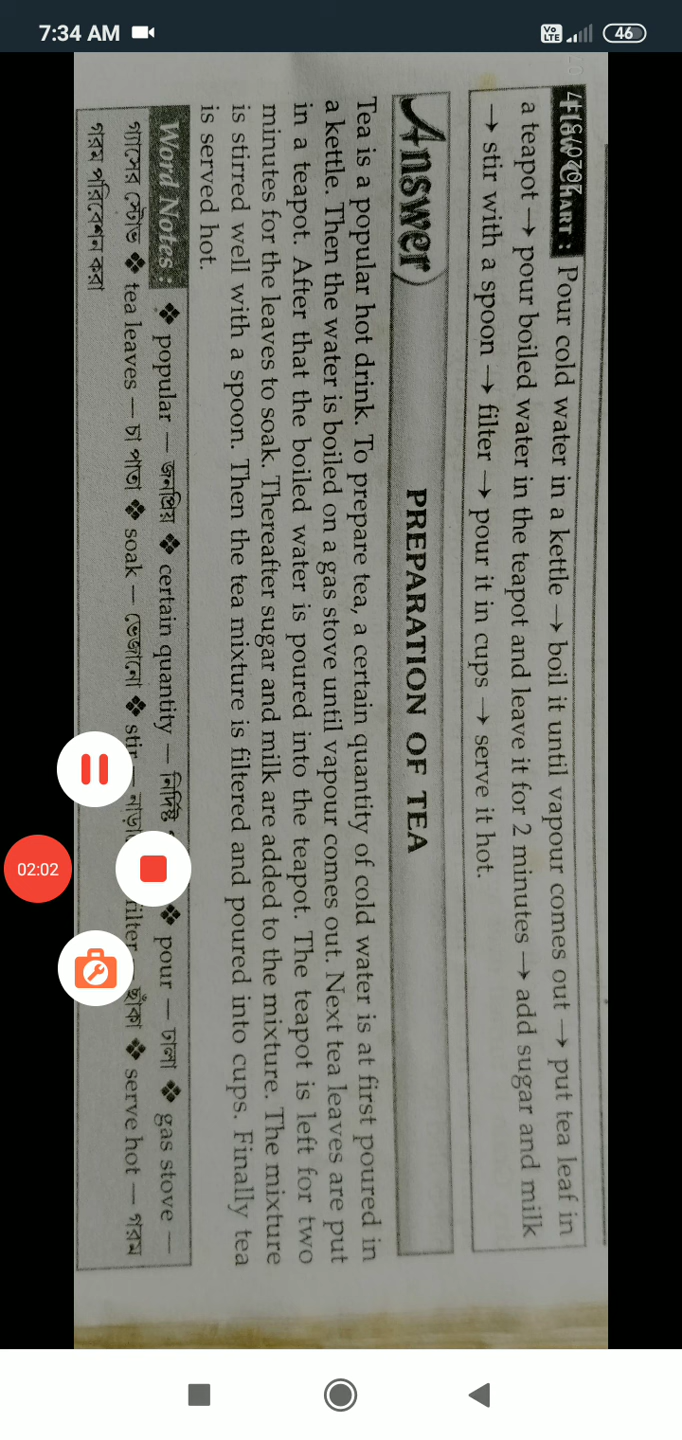 7:34 AM
Vo LTE
46
FLOW CHART : Pour cold water in a kettle → boil it until vapour comes out → put tea leaf in
a teapot → pour boiled water in the teapot and leave it for 2 minutes → add sugar and milk
→ stir with a spoon → filter → pour it in cups → serve it hot.
Answer
PREPARATION OF TEA
Tea is a popular hot drink. To prepare tea, a certain quantity of cold water is at first poured in
a kettle. Then the water is boiled on a gas stove until vapour comes out. Next tea leaves are put
in a teapot. After that the boiled water is poured into the teapot. The teapot is left for two
minutes for the leaves to soak. Thereafter sugar and milk are added to the mixture. The mixture
is stirred well with a spoon. Then the tea mixture is filtered and poured into cups. Finally tea
is served hot.
Word Notes : ❖ popular — জনপ্রিয় ❖ certain quantity — নির্দিষ্ট ❖ pour — ঢালা ❖ gas stove —
গ্যাসের স্টোভ ❖ tea leaves — চা পাতা ❖ soak — ভেজানো ❖ stir — filter ছাঁকা ❖ serve hot — গরম
গরম পরিবেশন করা
02:02